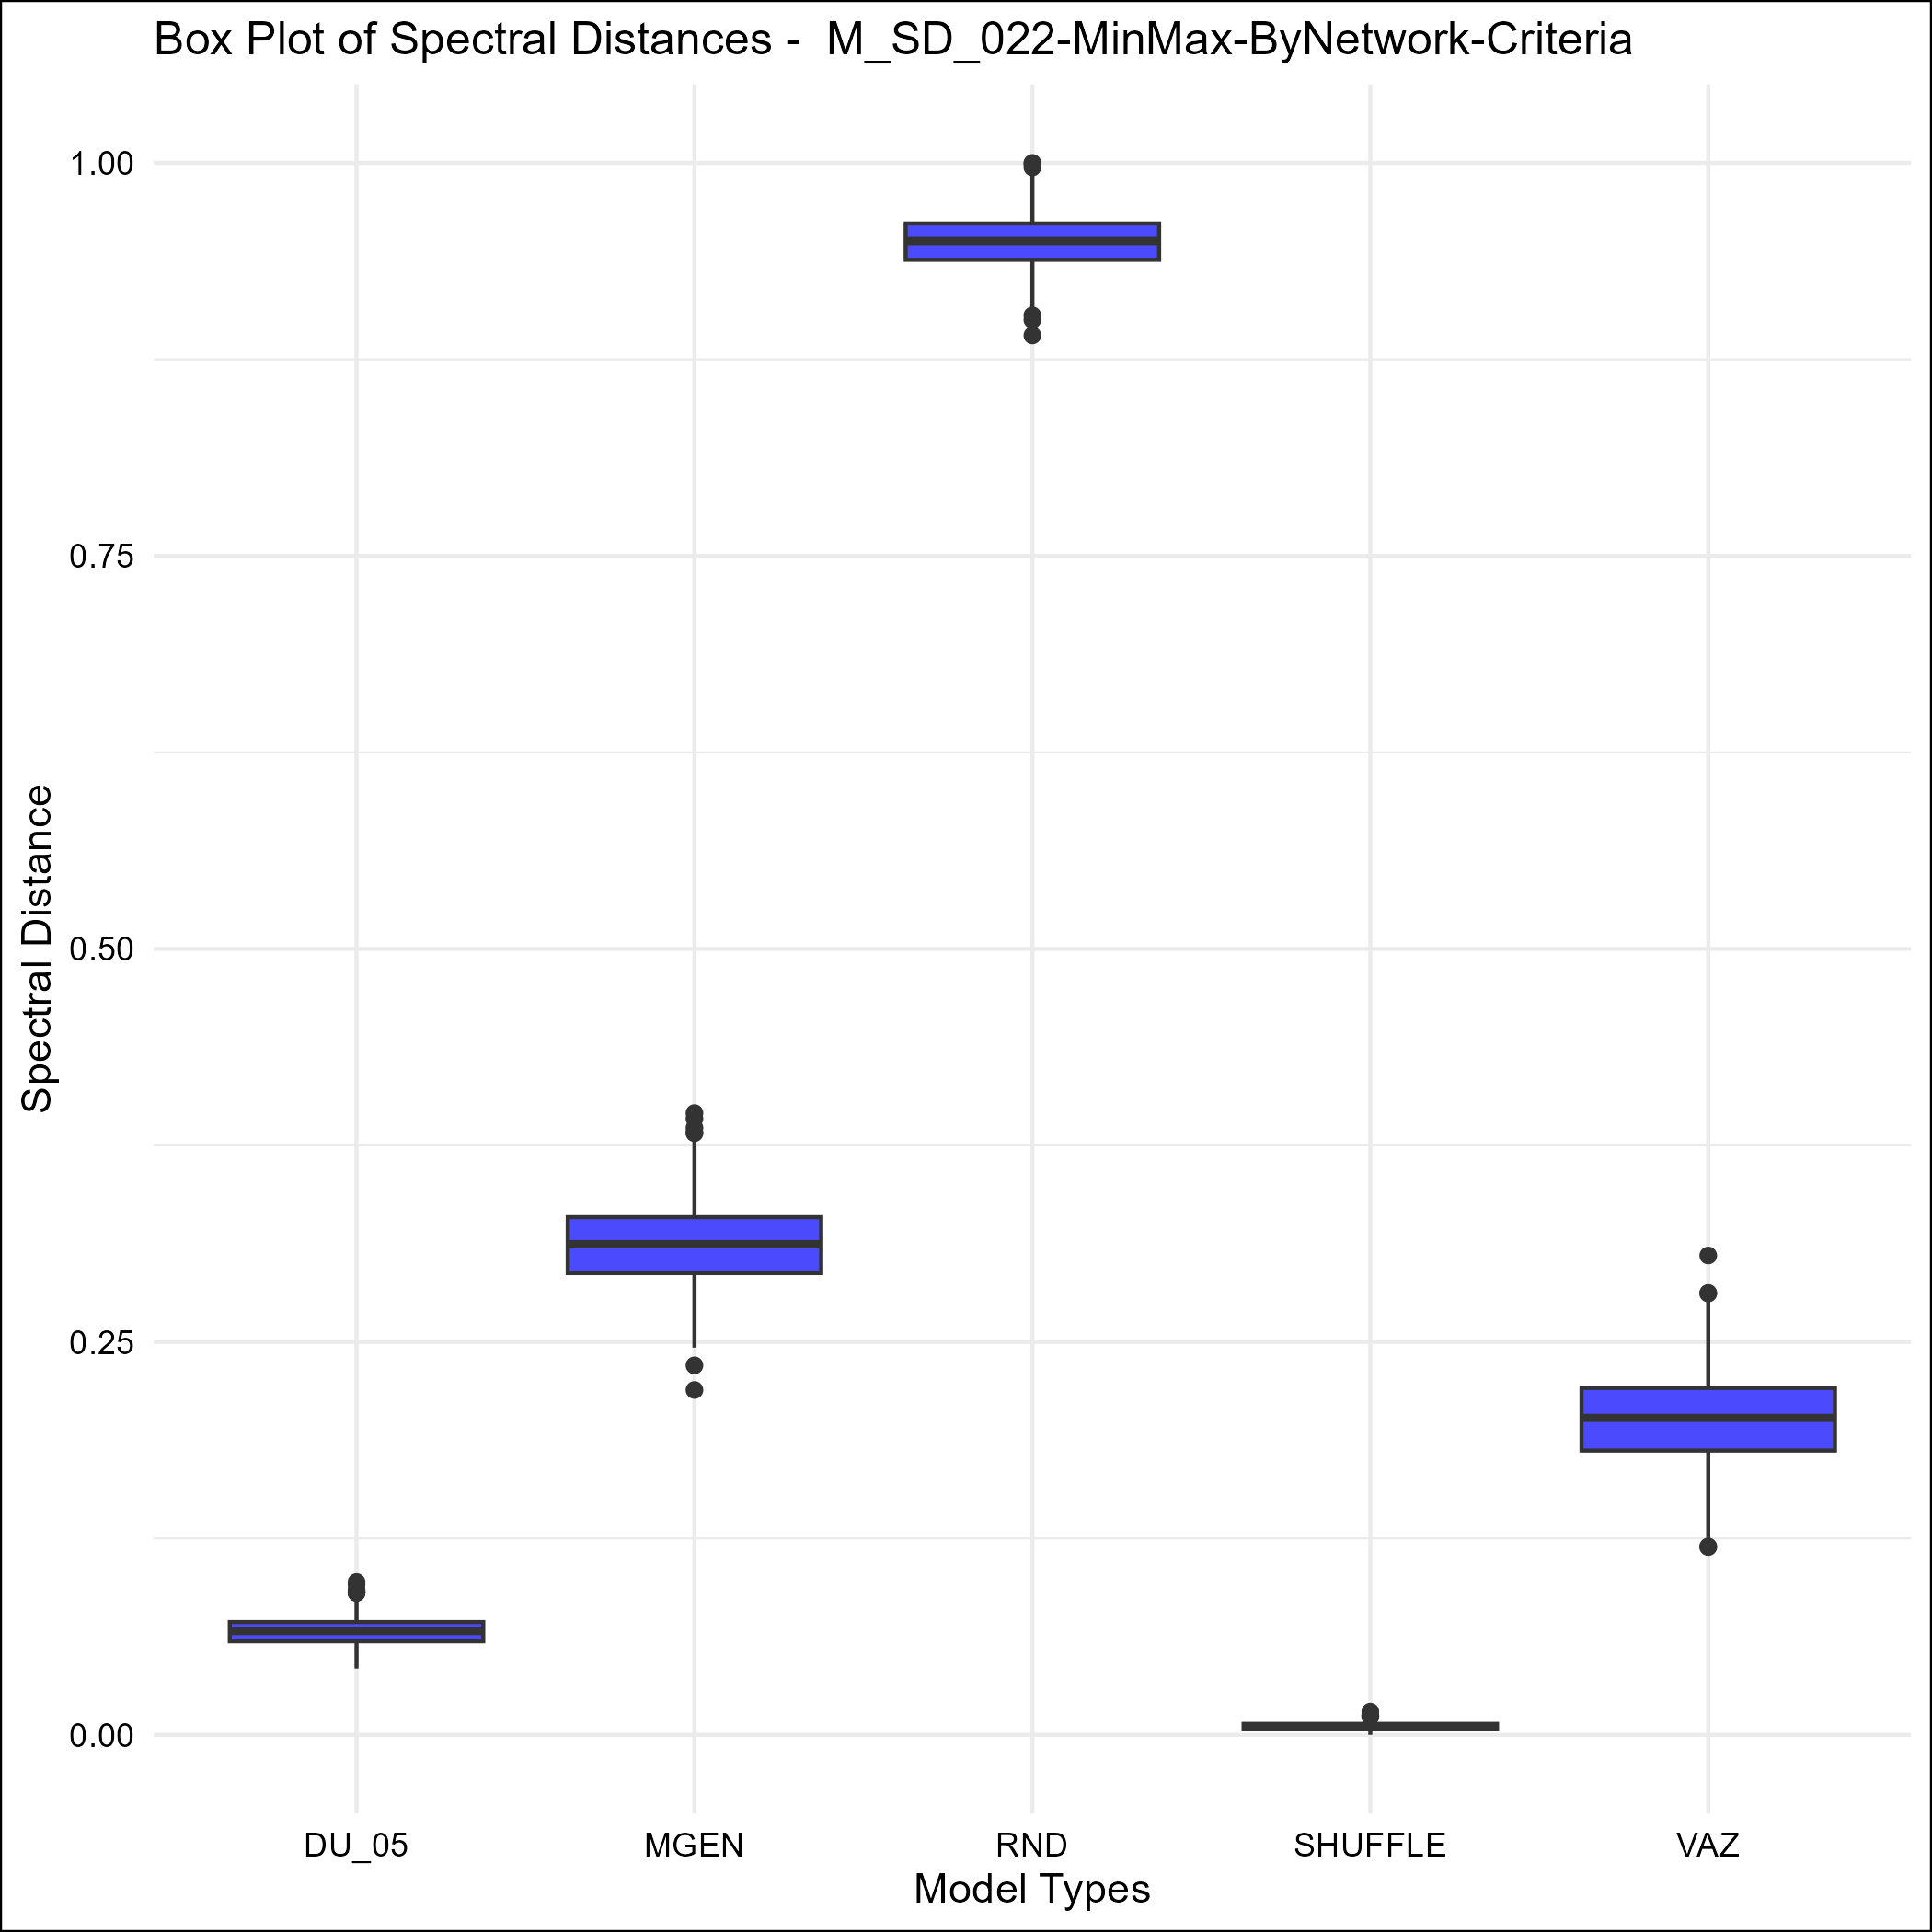 Box Plot of Spectral Distances -  M_SD_022-MinMax-ByNetwork-Criteria
Spectral Distance
1.00
0.75
0.50
0.25
0.00
DU_05 MGEN RND SHUFFLE VAZ
Model Types